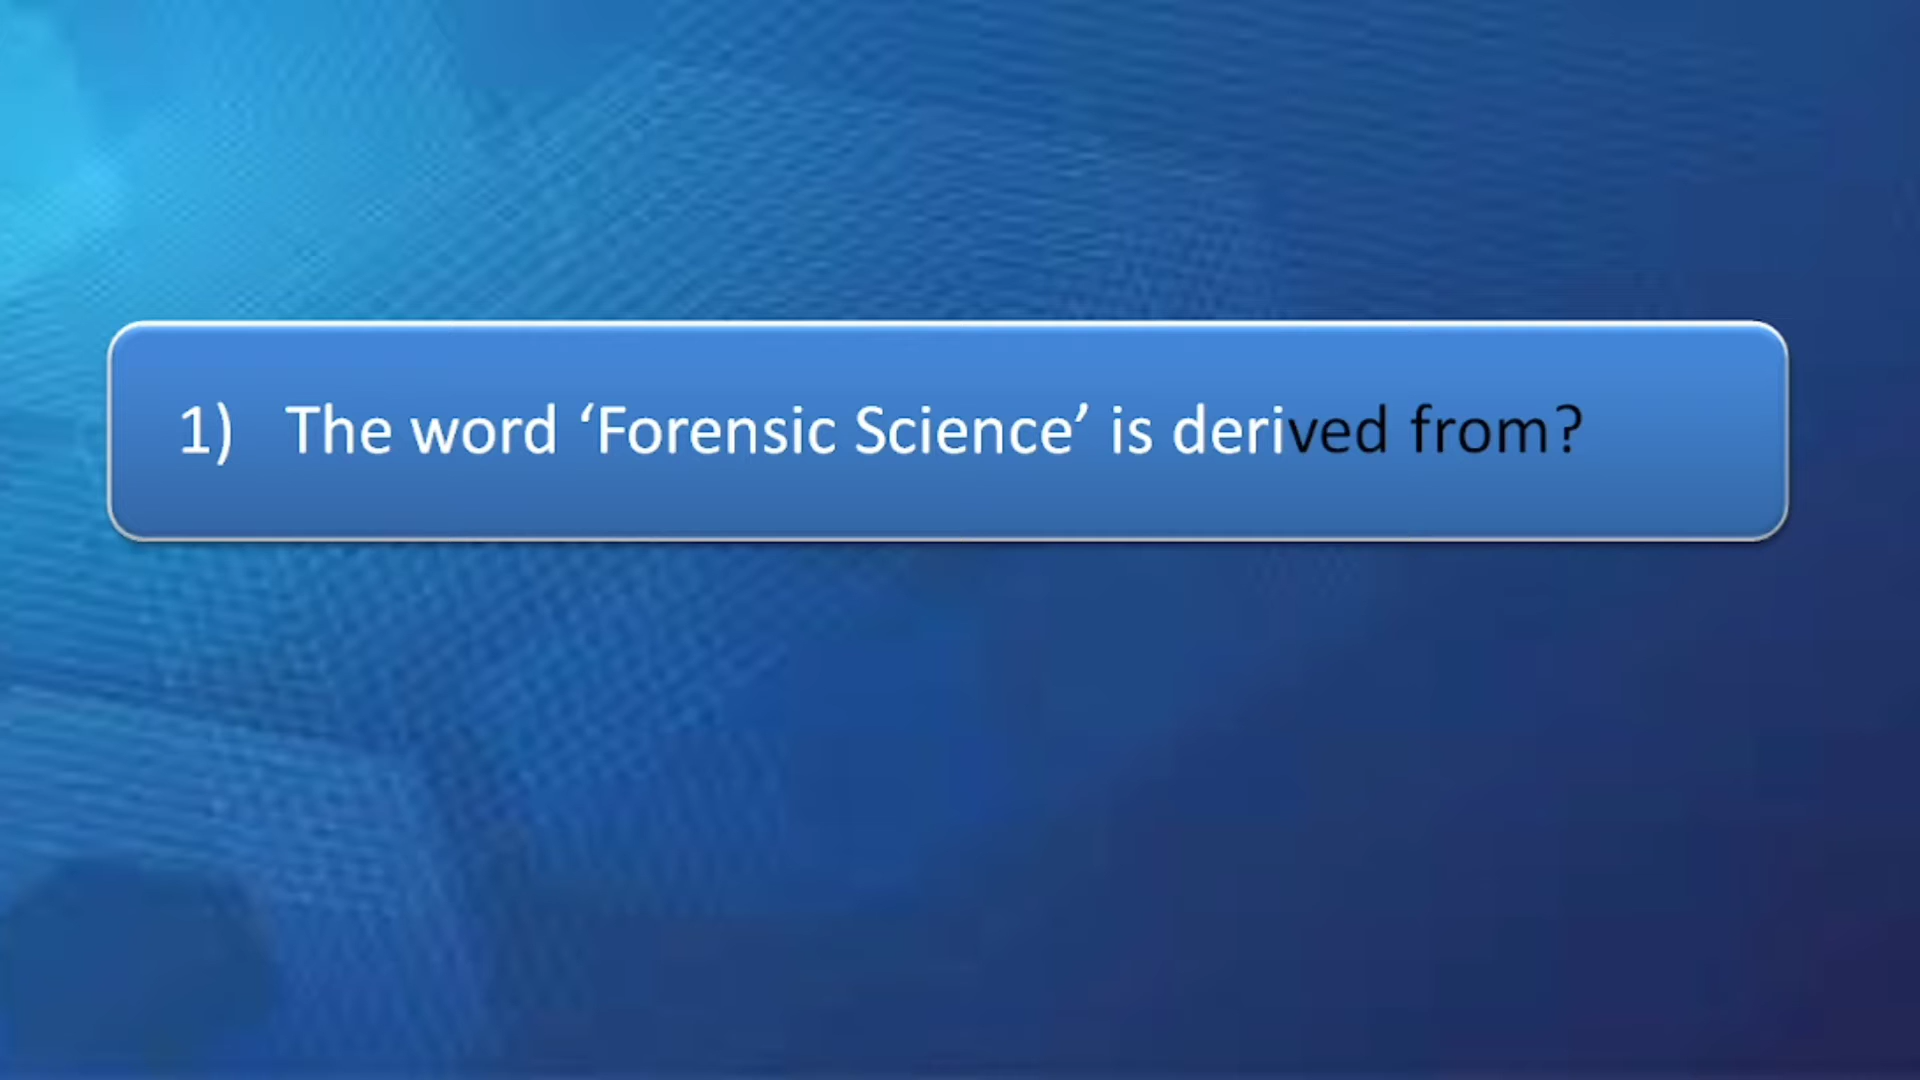 1) The word ‘Forensic Science’ is derived from?